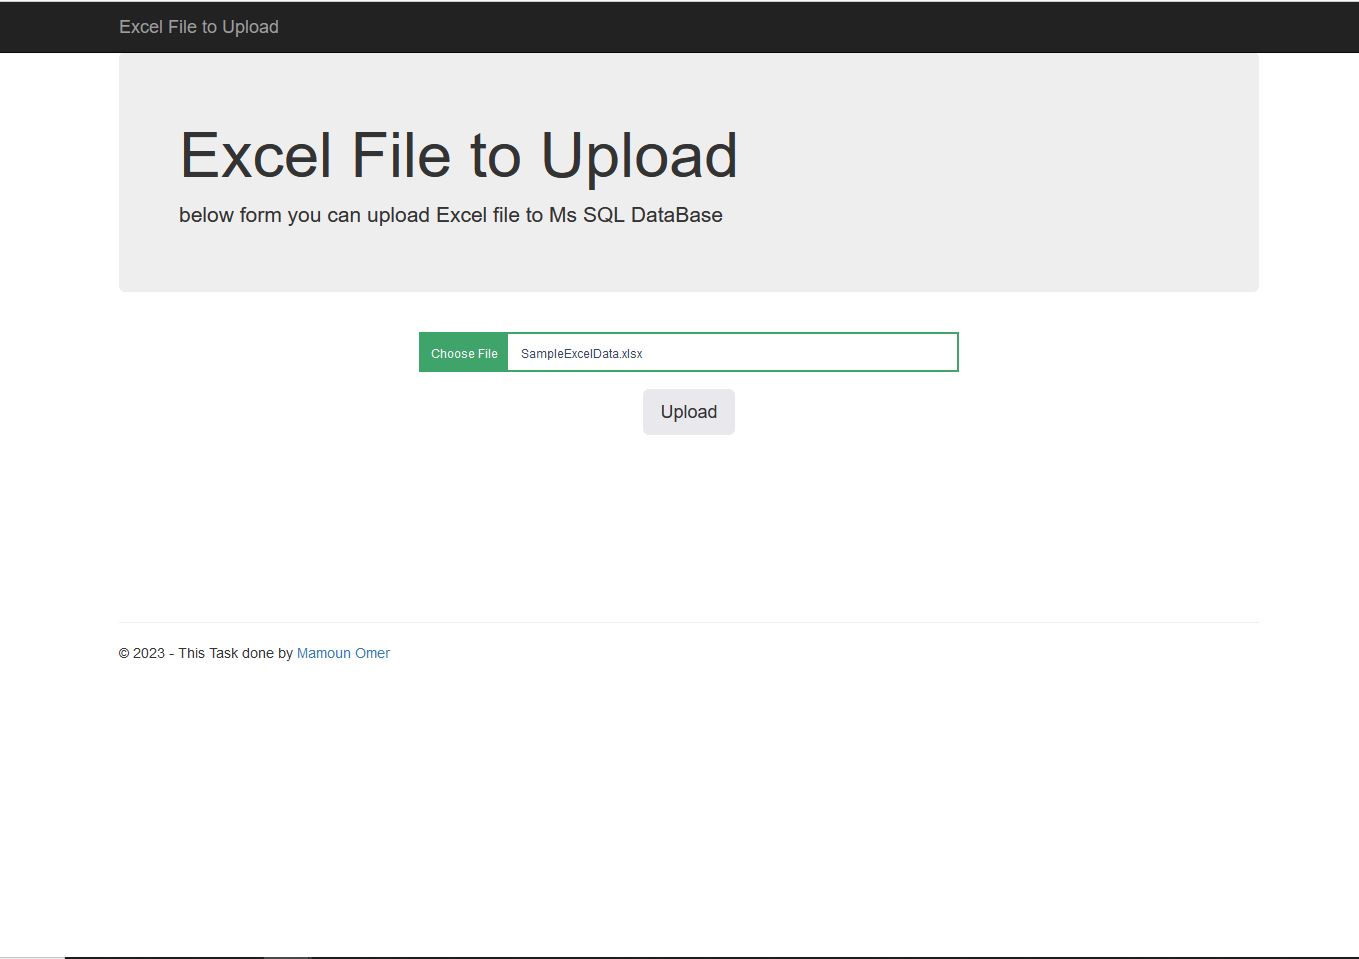 Excel File to Upload
Excel File to Upload
below form you can upload Excel file to Ms SQL DataBase
Choose File SampleExcelData.xlsx
Upload
© 2023 - This Task done by Mamoun Omer